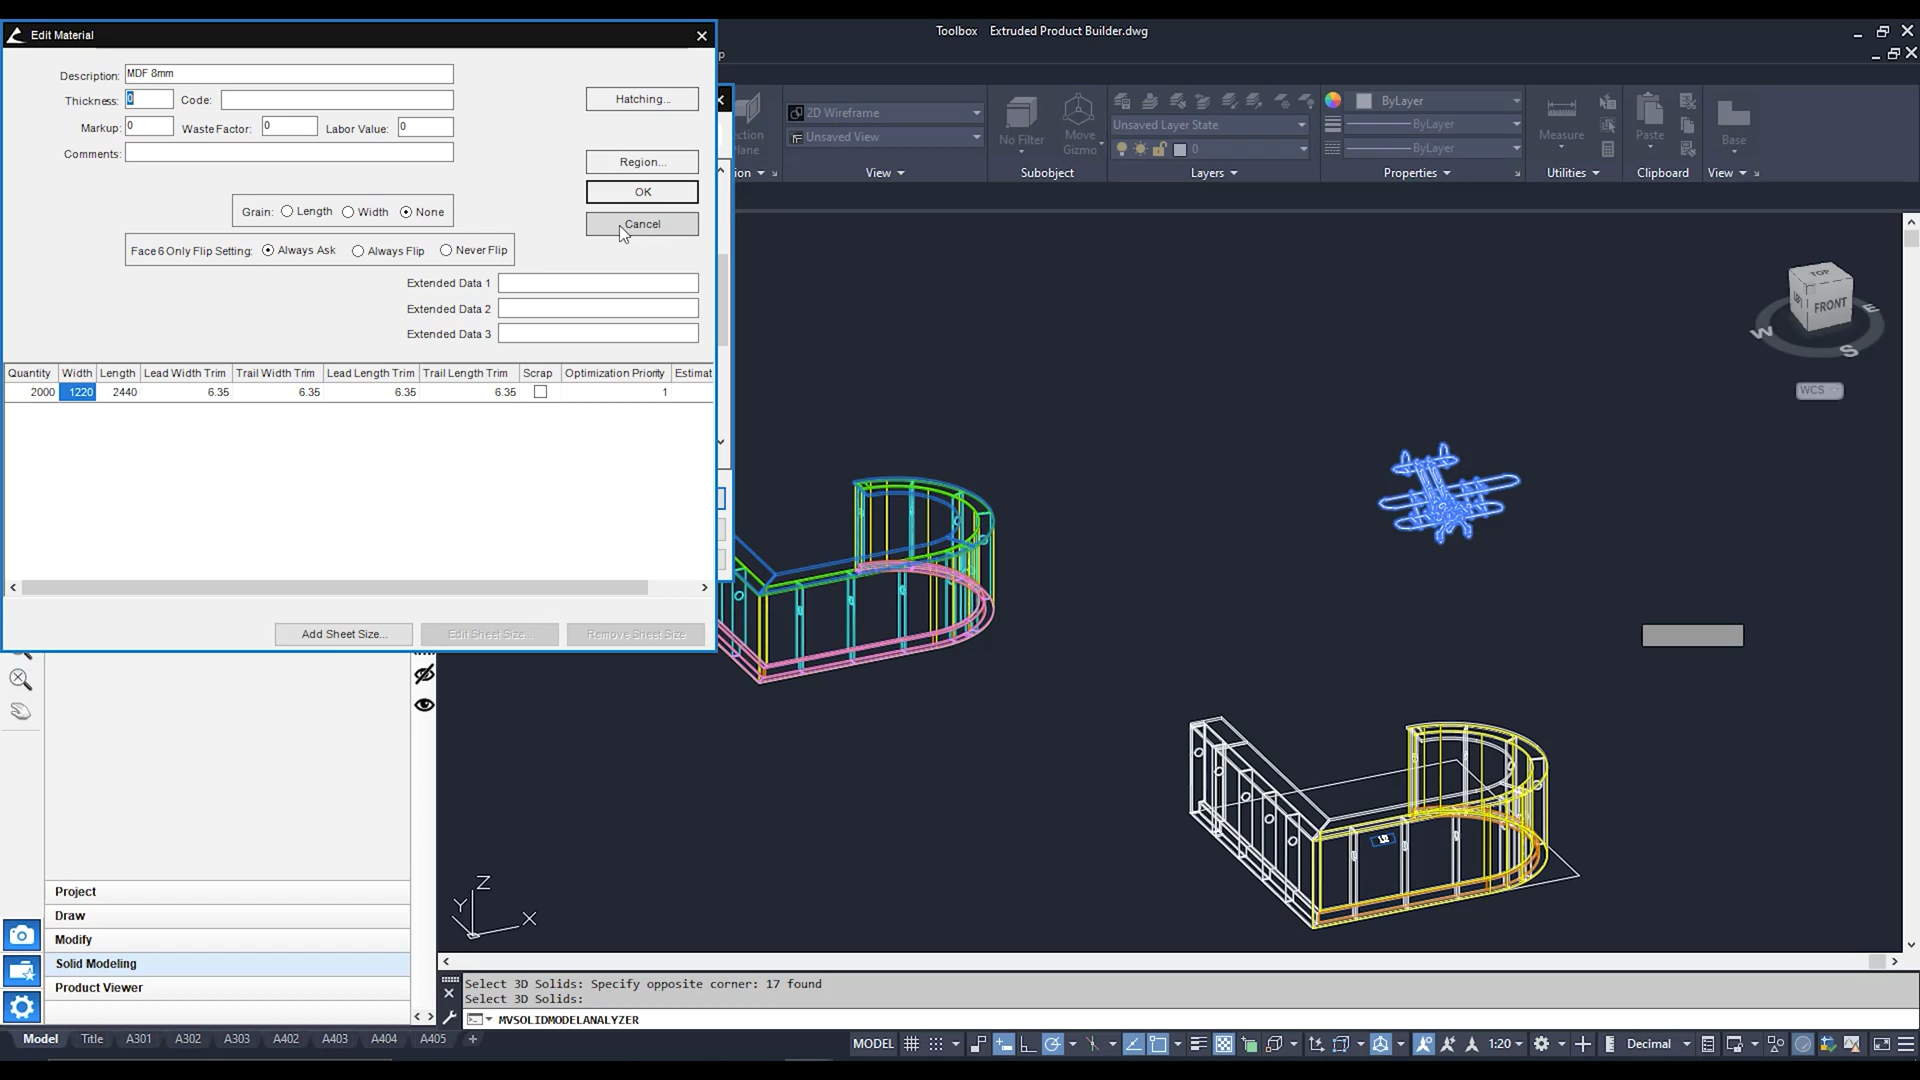 Edit Material
Toolbox Extruded Product Builder.dwg
Description: MDF 8mm
Thickness: 0 Code:
Hatching...
Markup: 0 Waste Factor: 0 Labor Value: 0
Comments:
Region...
OK
Cancel
Grain: Length Width None
Face 6 Only Flip Setting: Always Ask Always Flip Never Flip
Extended Data 1
Extended Data 2
Extended Data 3
Quantity Width Length Lead Width Trim Trail Width Trim Lead Length Trim Trail Length Trim Scrap Optimization Priority Estimat
2000 1220 2440 6.35 6.35 6.35 6.35 1
Add Sheet Size... Edit Sheet Size... Remove Sheet Size
2D Wireframe
Unsaved View
View
No Filter
Move
Gizmo
Subobject
Unsaved Layer State
0
Layers
ByLayer
ByLayer
ByLayer
Properties
Measure
Utilities
Paste
Clipboard
Base
View
TOP
FRONT
W
S
E
WCS
Project
Draw
Modify
Solid Modeling
Product Viewer
Z
Y
X
Select 3D Solids: Specify opposite corner: 17 found
Select 3D Solids:
MVSOLIDMODELANALYZER
Model Title A301 A302 A303 A402 A403 A404 A405 +
MODEL 1:20 Decimal